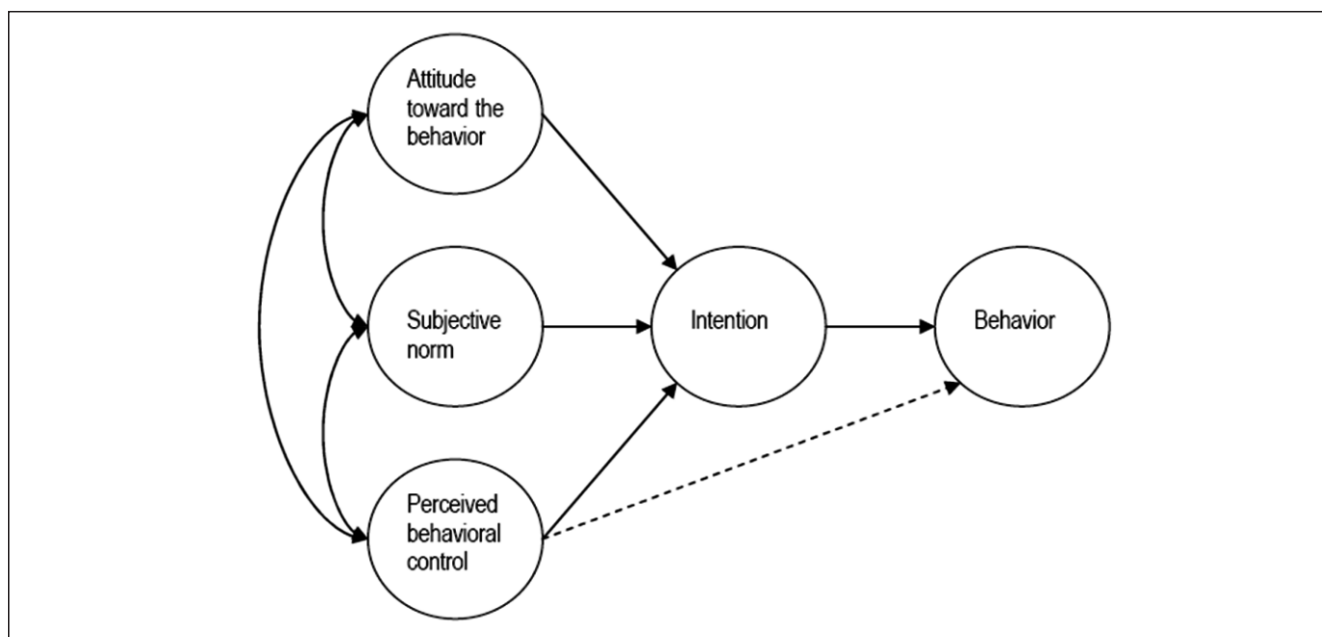 Attitude
toward the
behavior
Subjective
norm
Intention
Behavior
Perceived
behavioral
control